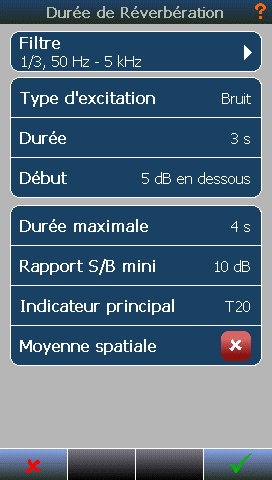 Durée de Réverbération ?
Filtre
1/3, 50 Hz - 5 kHz
Type d'excitation Bruit
Durée 3 s
Début 5 dB en dessous
Durée maximale 4 s
Rapport S/B mini 10 dB
Indicateur principal T20
Moyenne spatiale